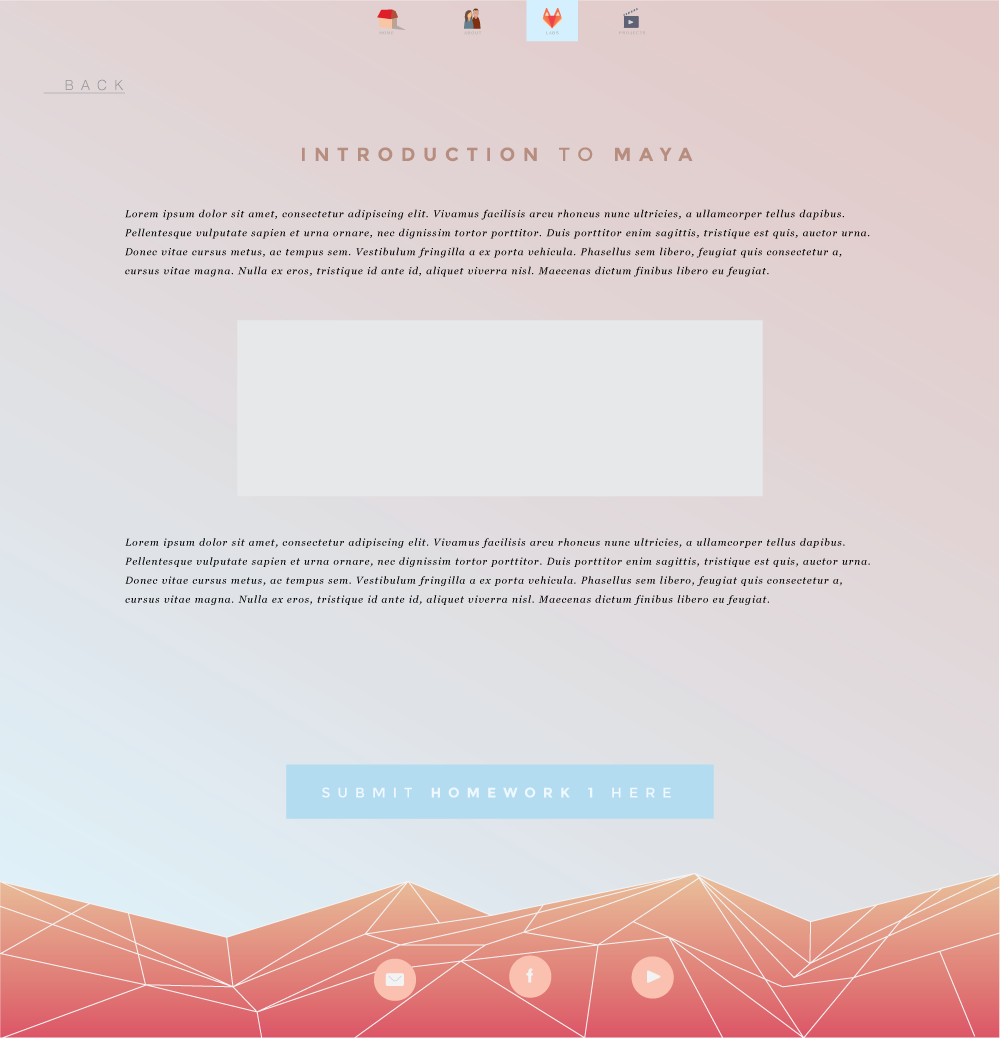 HOME
ABOUT
LABS
PROJECTS
BACK
INTRODUCTION TO MAYA
Lorem ipsum dolor sit amet, consectetur adipiscing elit. Vivamus facilisis arcu rhoncus nunc ultricies, a ullamcorper tellus dapibus.
Pellentesque vulputate sapien et urna ornare, nec dignissim tortor porttitor. Duis porttitor enim sagittis, tristique est quis, auctor urna.
Donec vitae cursus metus, ac tempus sem. Vestibulum fringilla a ex porta vehicula. Phasellus sem libero, feugiat quis consectetur a,
cursus vitae magna. Nulla ex eros, tristique id ante id, aliquet viverra nisl. Maecenas dictum finibus libero eu feugiat.
Lorem ipsum dolor sit amet, consectetur adipiscing elit. Vivamus facilisis arcu rhoncus nunc ultricies, a ullamcorper tellus dapibus.
Pellentesque vulputate sapien et urna ornare, nec dignissim tortor porttitor. Duis porttitor enim sagittis, tristique est quis, auctor urna.
Donec vitae cursus metus, ac tempus sem. Vestibulum fringilla a ex porta vehicula. Phasellus sem libero, feugiat quis consectetur a,
cursus vitae magna. Nulla ex eros, tristique id ante id, aliquet viverra nisl. Maecenas dictum finibus libero eu feugiat.
SUBMIT HOMEWORK 1 HERE